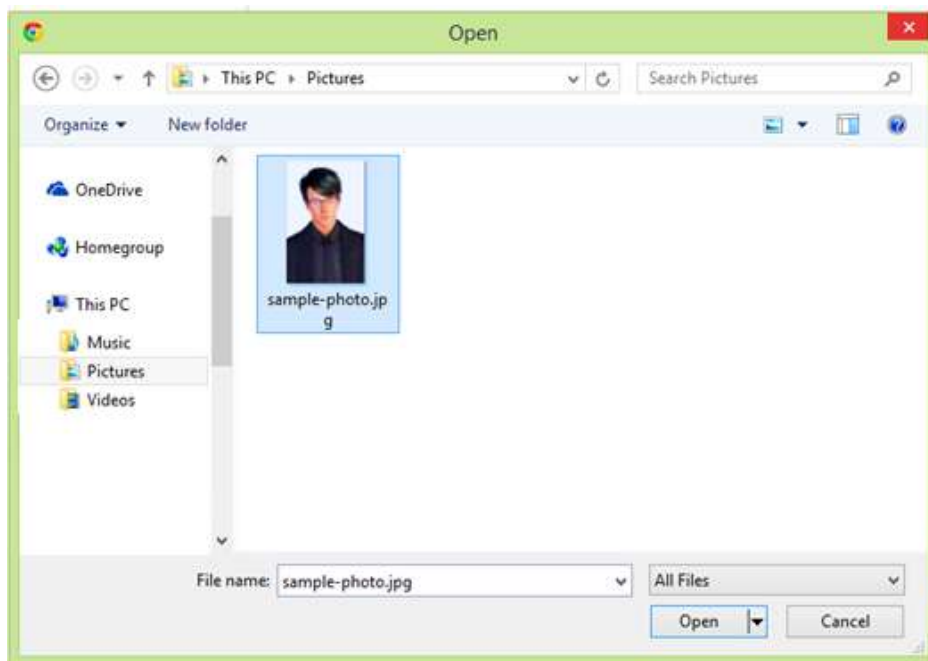 Open
This PC
Pictures
Search Pictures
Organize
New folder
OneDrive
Homegroup
This PC
Music
Pictures
Videos
sample-photo.jp
g
File name:
sample-photo.jpg
All Files
Open
Cancel